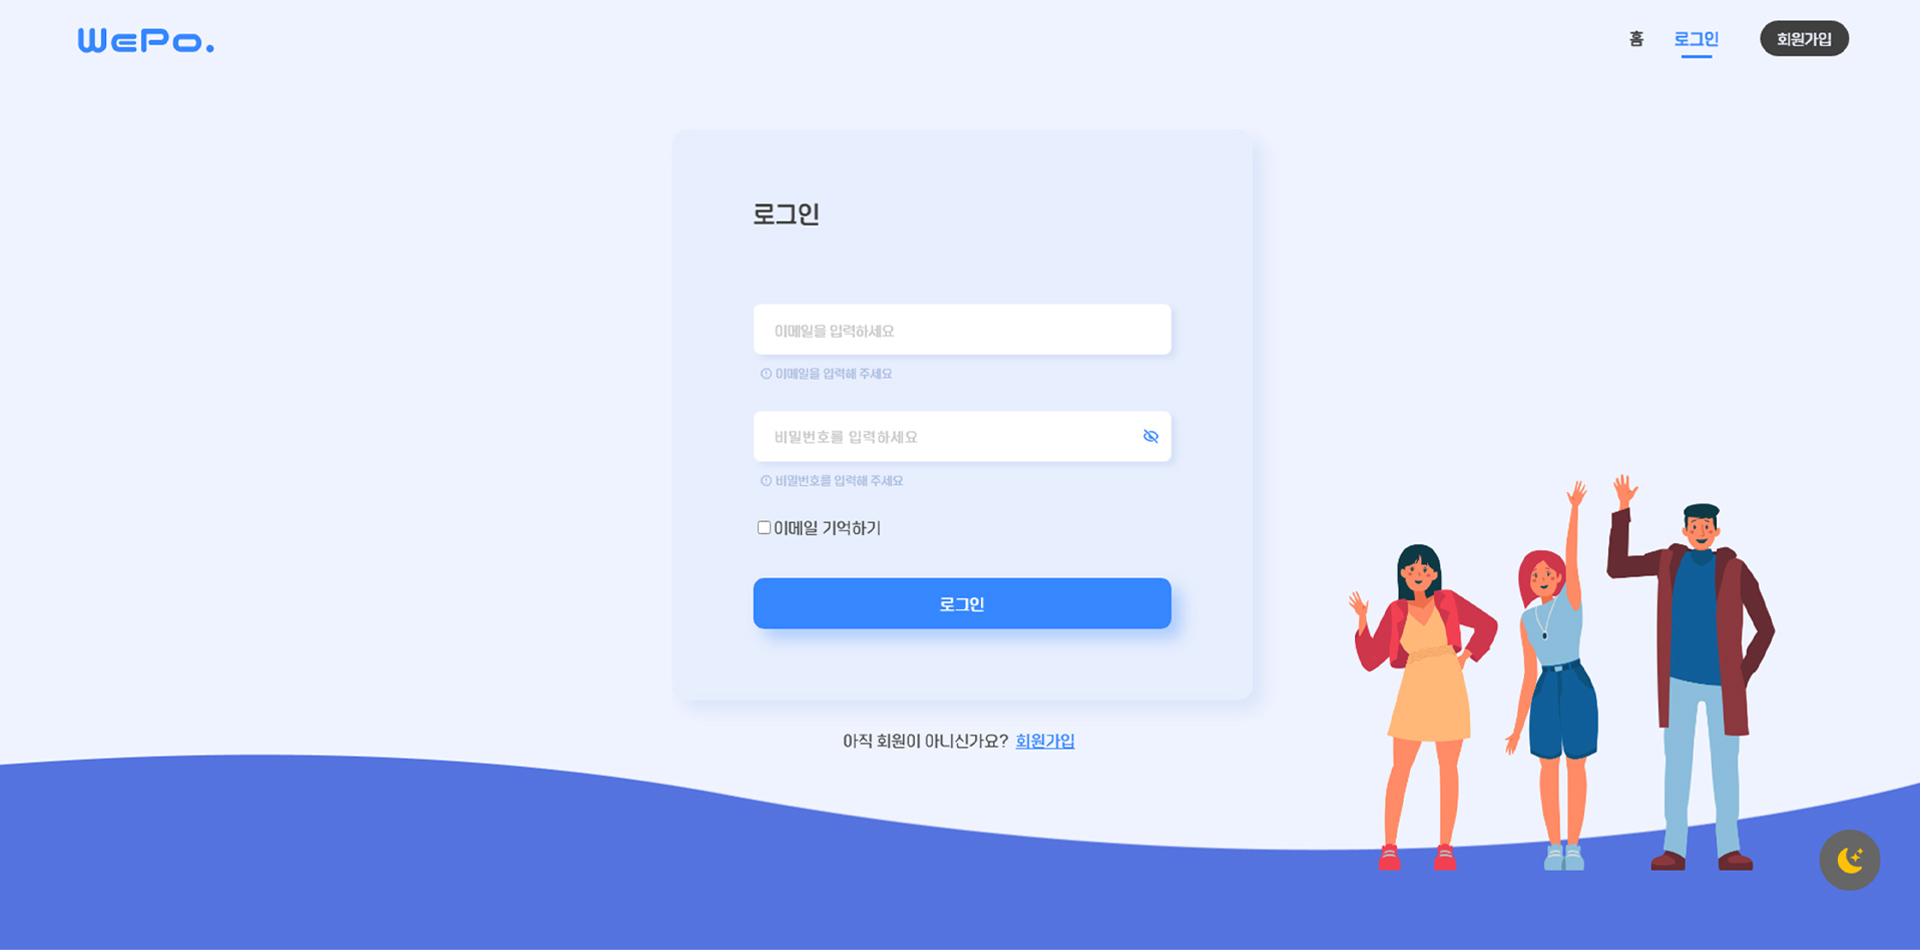 WePo.
홈 로그인 회원가입
로그인
이메일을 입력하세요
이메일을 입력해 주세요
비밀번호를 입력하세요
비밀번호를 입력해 주세요
이메일 기억하기
로그인
아직 회원이 아니신가요? 회원가입